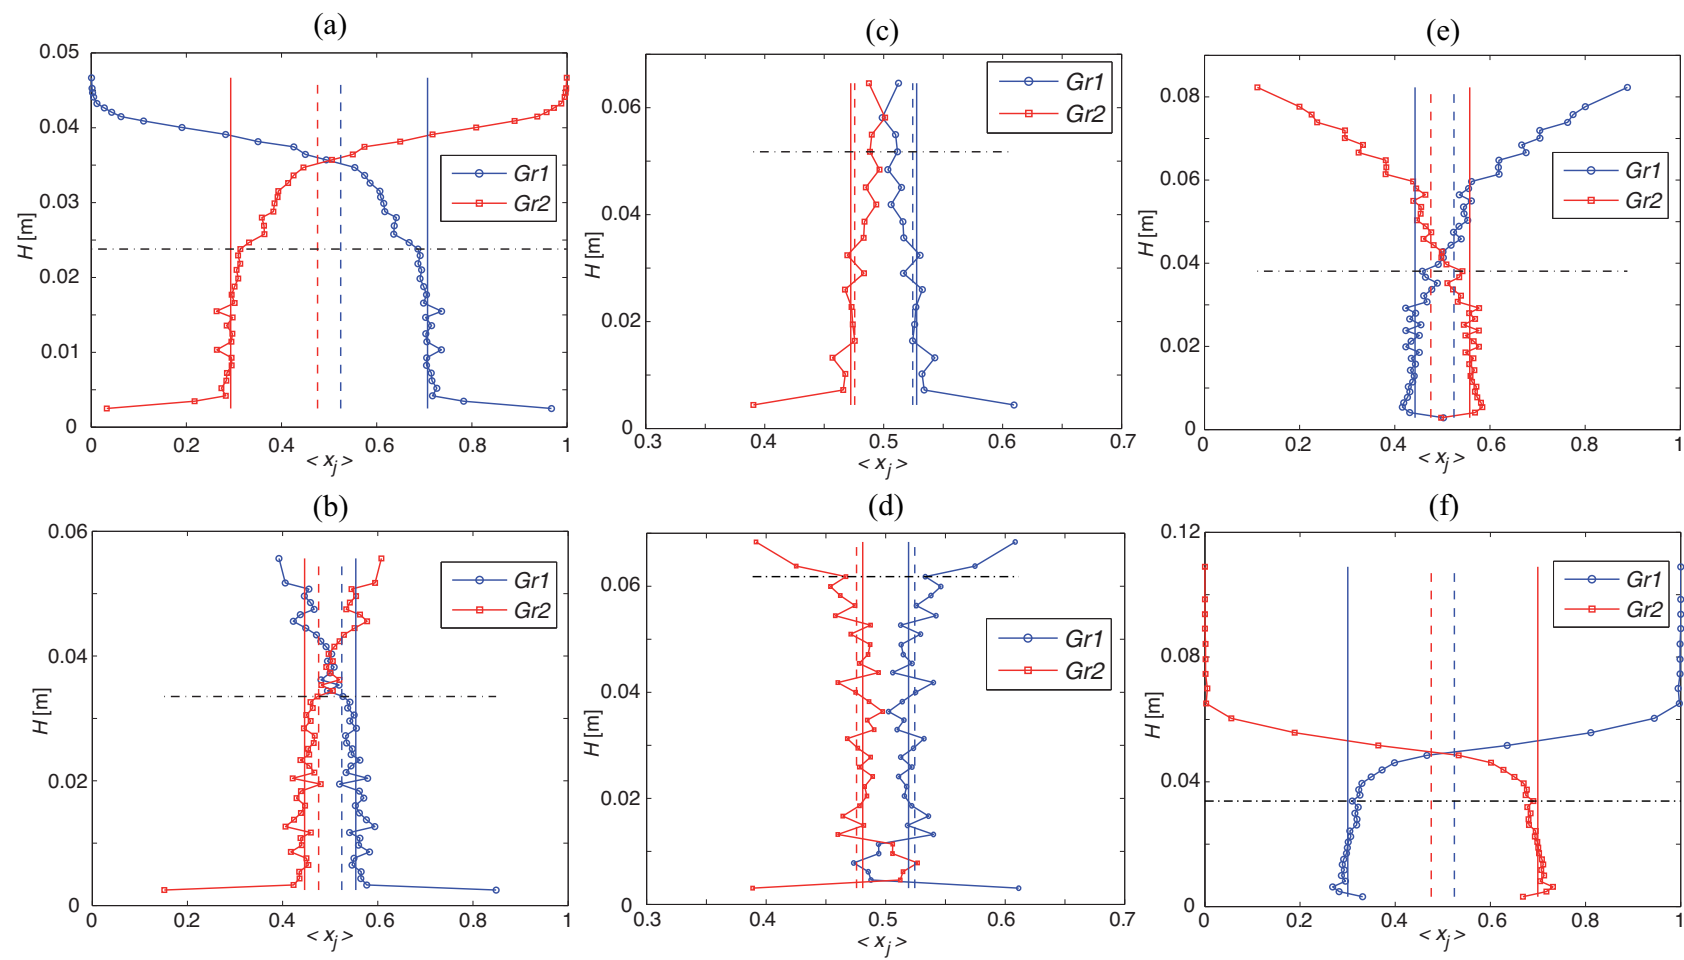 (a)
0.05
0.04
0.03
0.02
0.01
0
H [m]
0
0.2
0.4
0.6
0.8
1
< x_j >
Gr1
Gr2
(c)
0.06
0.04
0.02
0
H [m]
0.3
0.4
0.5
0.6
0.7
< x_j >
Gr1
Gr2
(e)
0.08
0.06
0.04
0.02
0
H [m]
0
0.2
0.4
0.6
0.8
1
< x_j >
Gr1
Gr2
(b)
0.06
0.04
0.02
0
H [m]
0
0.2
0.4
0.6
0.8
1
< x_j >
Gr1
Gr2
(d)
0.06
0.04
0.02
0
H [m]
0.3
0.4
0.5
0.6
0.7
< x_j >
Gr1
Gr2
(f)
0.12
0.08
0.04
0
H [m]
0
0.2
0.4
0.6
0.8
1
< x_j >
Gr1
Gr2